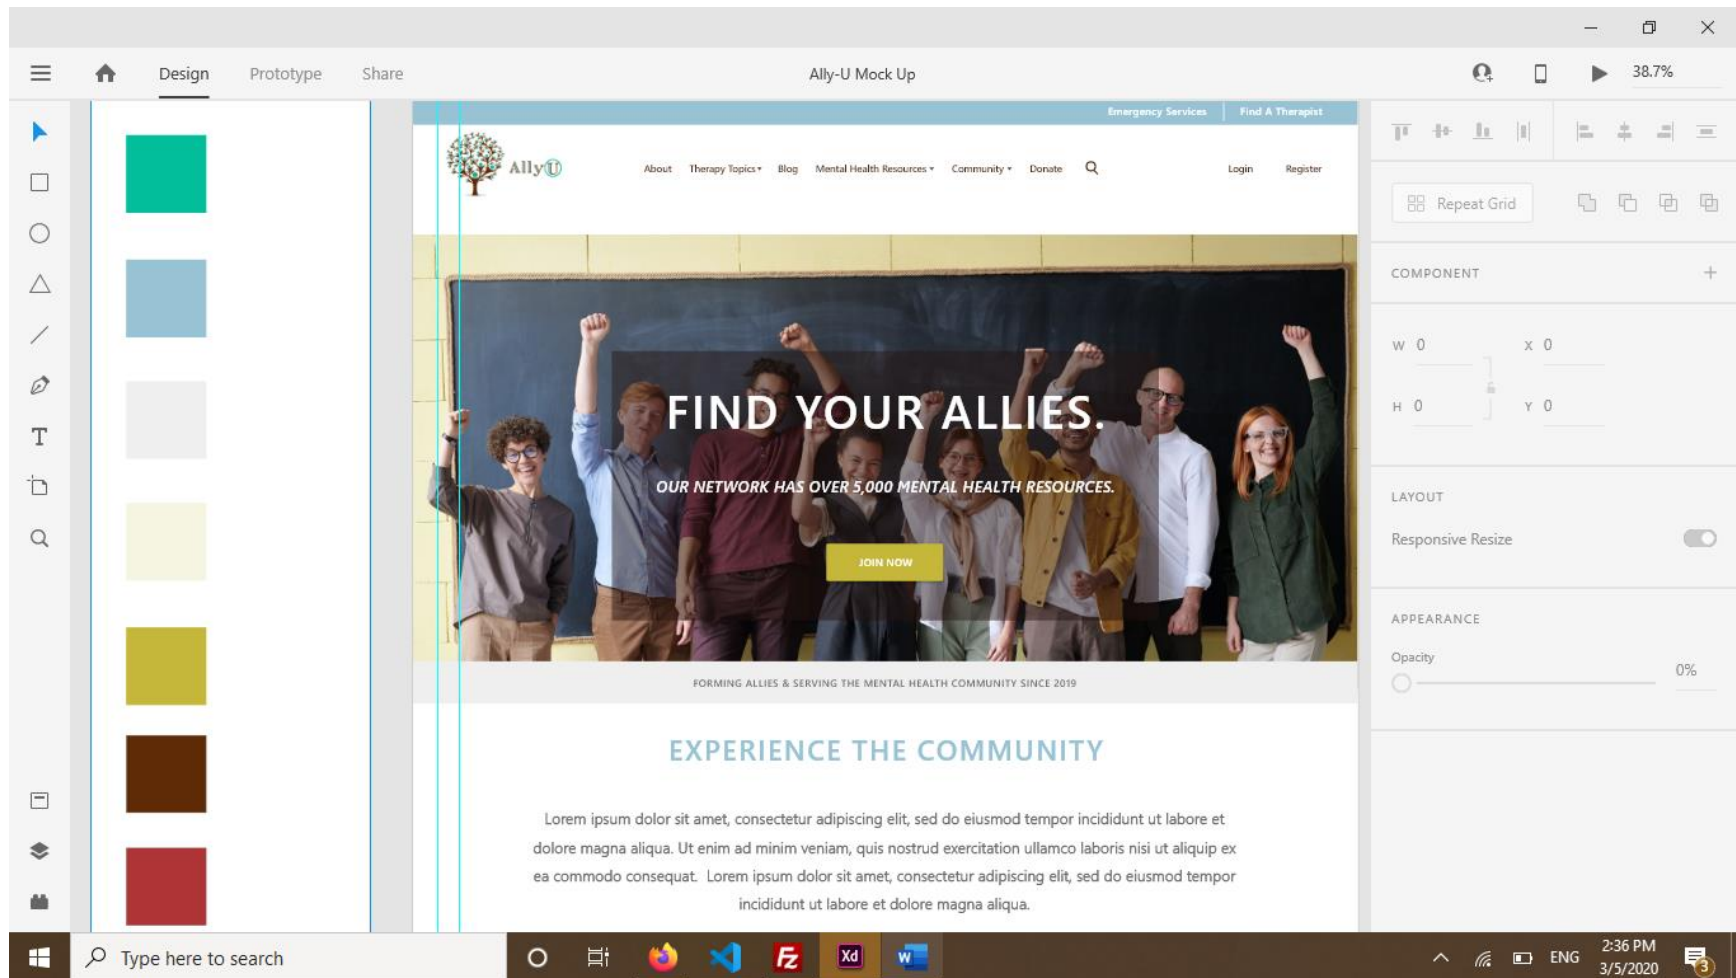 Design Prototype Share
Ally-U Mock Up
38.7%
Emergency Services Find A Therapist
AllyU
About Therapy Topics Blog Mental Health Resources Community Donate
Login Register
FIND YOUR ALLIES.
OUR NETWORK HAS OVER 5,000 MENTAL HEALTH RESOURCES.
JOIN NOW
FORMING ALLIES & SERVING THE MENTAL HEALTH COMMUNITY SINCE 2019
EXPERIENCE THE COMMUNITY
Lorem ipsum dolor sit amet, consectetur adipiscing elit, sed do eiusmod tempor incididunt ut labore et
dolore magna aliqua. Ut enim ad minim veniam, quis nostrud exercitation ullamco laboris nisi ut aliquip ex
ea commodo consequat. Lorem ipsum dolor sit amet, consectetur adipiscing elit, sed do eiusmod tempor
incididunt ut labore et dolore magna aliqua.
Repeat Grid
COMPONENT
W 0 X 0
H 0 Y 0
LAYOUT
Responsive Resize
APPEARANCE
Opacity
0%
Type here to search
Fz
Xd
W
ENG
2:36 PM
3/5/2020
3